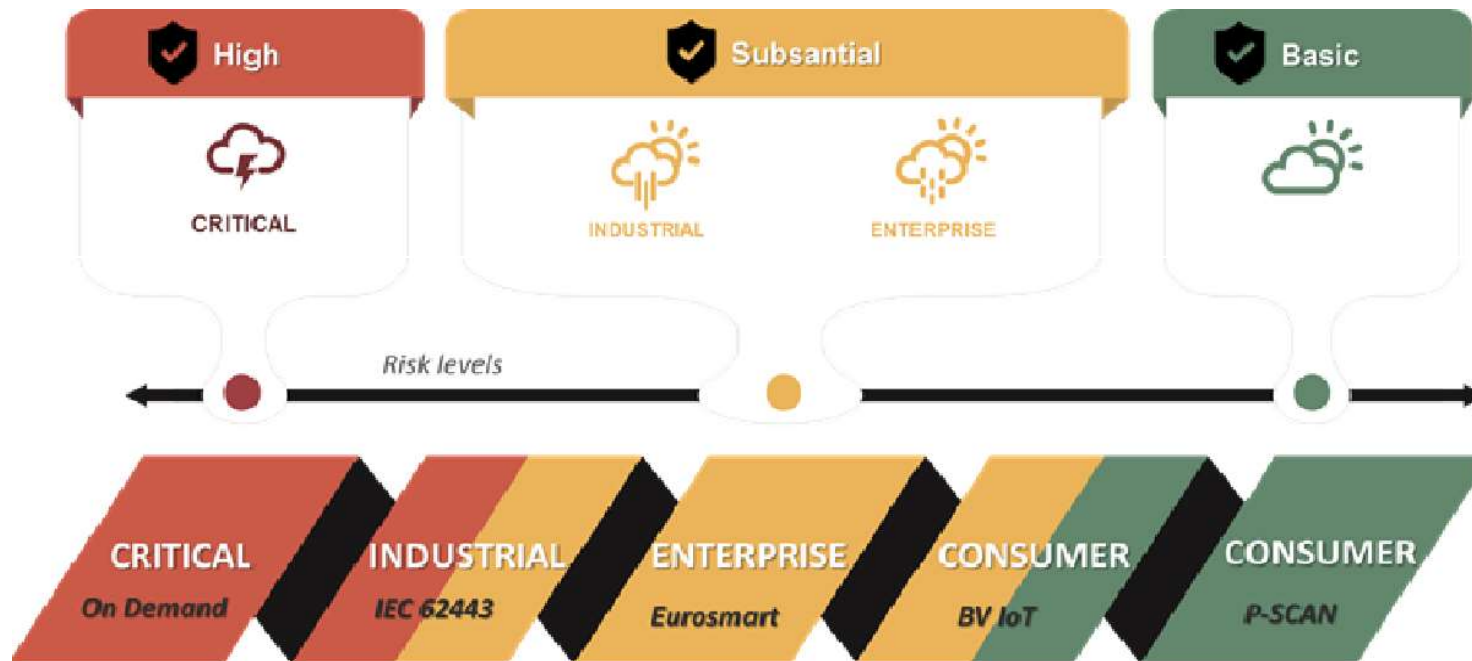 High
Subsantial
Basic
CRITICAL
INDUSTRIAL
ENTERPRISE
Risk levels
CRITICAL
On Demand
INDUSTRIAL
IEC 62443
ENTERPRISE
Eurosmart
CONSUMER
BV IoT
CONSUMER
P-SCAN